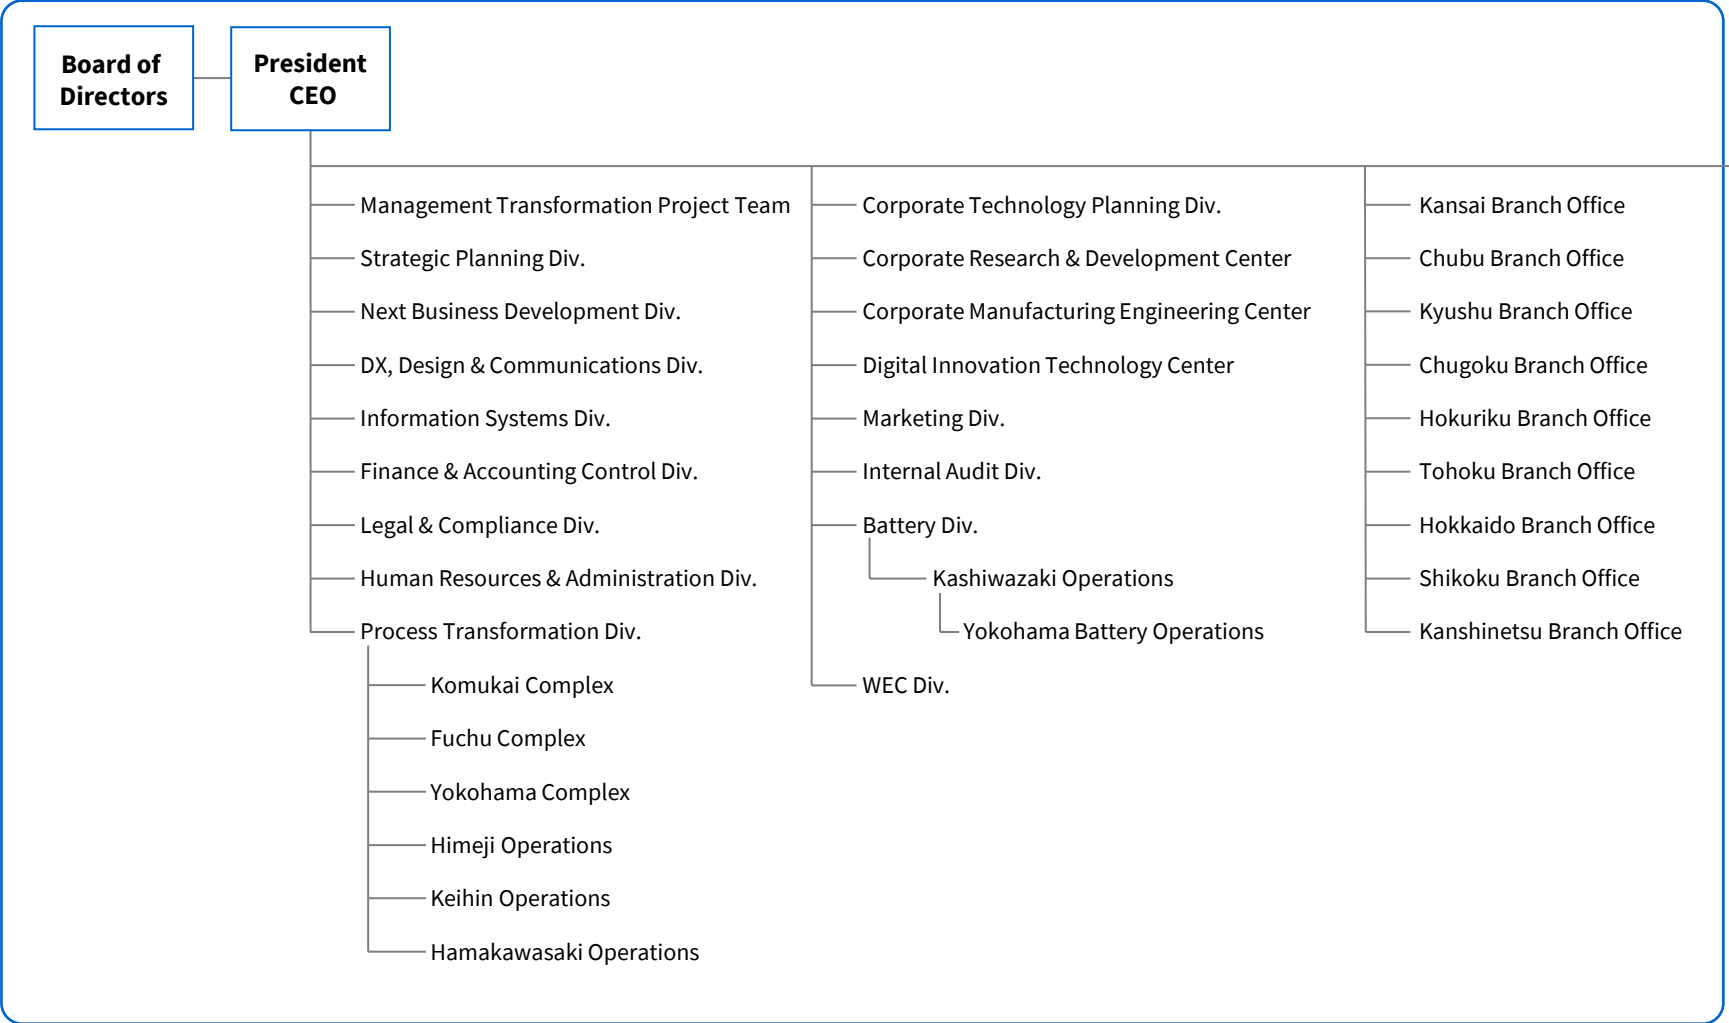 Board of
Directors
President
CEO
Management Transformation Project Team
Strategic Planning Div.
Next Business Development Div.
DX, Design & Communications Div.
Information Systems Div.
Finance & Accounting Control Div.
Legal & Compliance Div.
Human Resources & Administration Div.
Process Transformation Div.
Komukai Complex
Fuchu Complex
Yokohama Complex
Himeji Operations
Keihin Operations
Hamakawasaki Operations
Corporate Technology Planning Div.
Corporate Research & Development Center
Corporate Manufacturing Engineering Center
Digital Innovation Technology Center
Marketing Div.
Internal Audit Div.
Battery Div.
Kashiwazaki Operations
Yokohama Battery Operations
WEC Div.
Kansai Branch Office
Chubu Branch Office
Kyushu Branch Office
Chugoku Branch Office
Hokuriku Branch Office
Tohoku Branch Office
Hokkaido Branch Office
Shikoku Branch Office
Kanshinetsu Branch Office